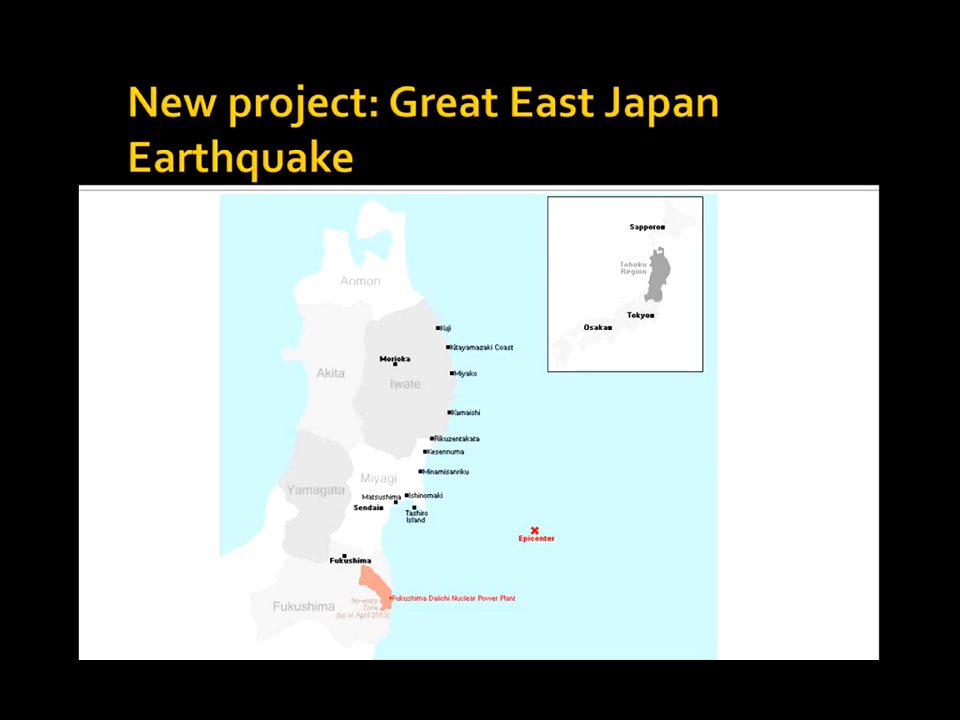 New project: Great East Japan
Earthquake
Aomon
Akita
Morioka
Iwate
Kuji
Kitayamazaki Coast
Miyako
Kamaishi
Rikuzentakata
Kesennuma
Minamisanriku
Miyagi
Yamagata
Matsushima
Ishinomaki
Sendai
Tashiro
Island
Epicenter
Fukushima
Fukushima Daiichi Nuclear Power Plant
Fukushima
No-entry
Zone
(as of April 2013)
Sapporo
Tohoku
Region
Tokyo
Osaka